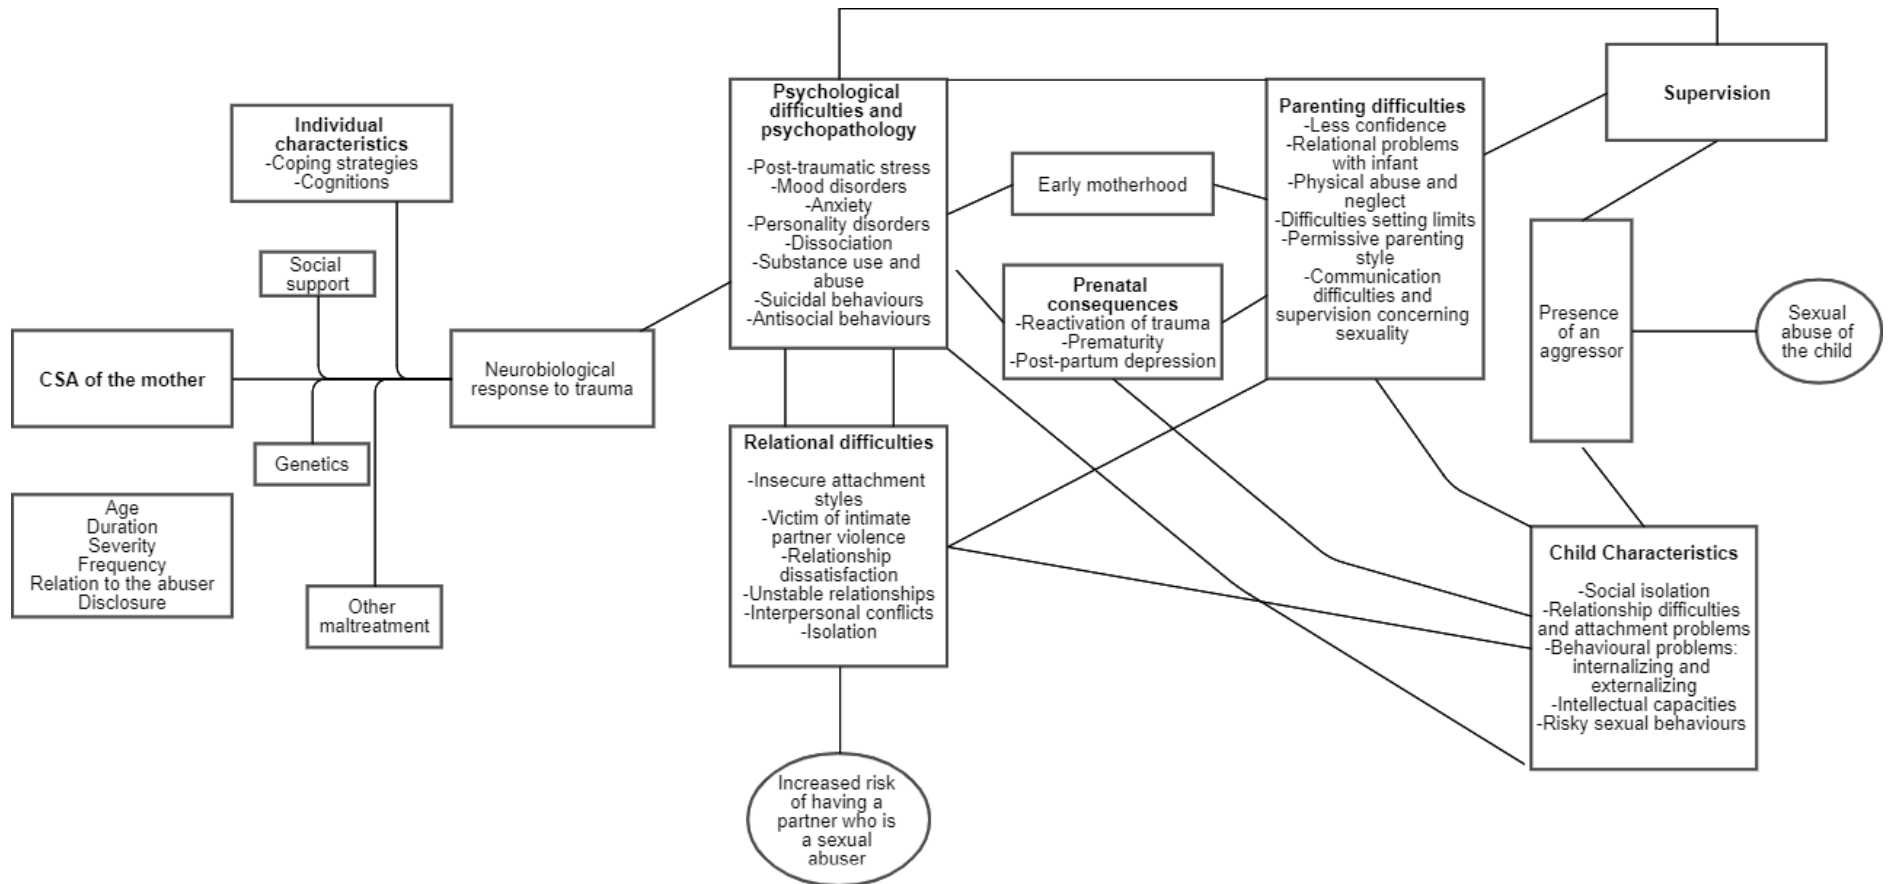 Individual
characteristics
-Coping strategies
-Cognitions
Social
support
CSA of the mother
Genetics
Age
Duration
Severity
Frequency
Relation to the abuser
Disclosure
Other
maltreatment
Neurobiological
response to trauma
Psychological
difficulties and
psychopathology
-Post-traumatic stress
-Mood disorders
-Anxiety
-Personality disorders
-Dissociation
-Substance use and
abuse
-Suicidal behaviours
-Antisocial behaviours
Relational difficulties
-Insecure attachment
styles
-Victim of intimate
partner violence
-Relationship
dissatisfaction
-Unstable relationships
-Interpersonal conflicts
-Isolation
Increased risk
of having a
partner who is
a sexual
abuser
Early motherhood
Prenatal
consequences
-Reactivation of trauma
-Prematurity
-Post-partum depression
Parenting difficulties
-Less confidence
-Relational problems
with infant
-Physical abuse and
neglect
-Difficulties setting limits
-Permissive parenting
style
-Communication
difficulties and
supervision concerning
sexuality
Supervision
Presence
of an
aggressor
Sexual
abuse of
the child
Child Characteristics
-Social isolation
-Relationship difficulties
and attachment problems
-Behavioural problems:
internalizing and
externalizing
-Intellectual capacities
-Risky sexual behaviours